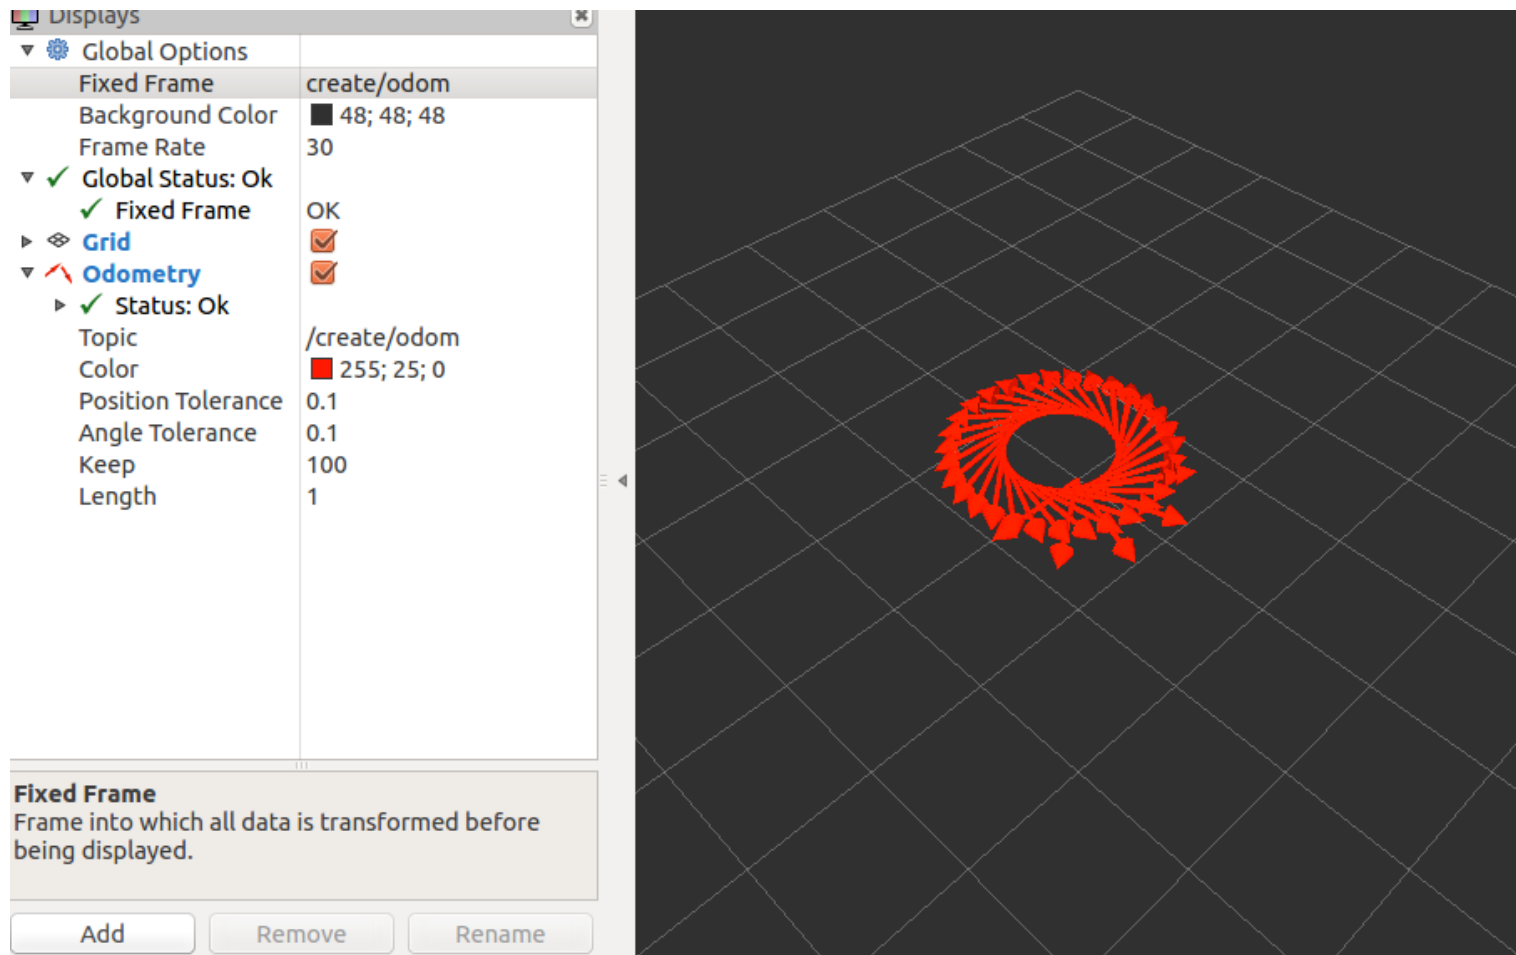 Displays
Global Options
Fixed Frame create/odom
Background Color 48; 48; 48
Frame Rate 30
Global Status: Ok
Fixed Frame OK
Grid
Odometry
Status: Ok
Topic /create/odom
Color 255; 25; 0
Position Tolerance 0.1
Angle Tolerance 0.1
Keep 100
Length 1
Fixed Frame
Frame into which all data is transformed before
being displayed.
Add Remove Rename